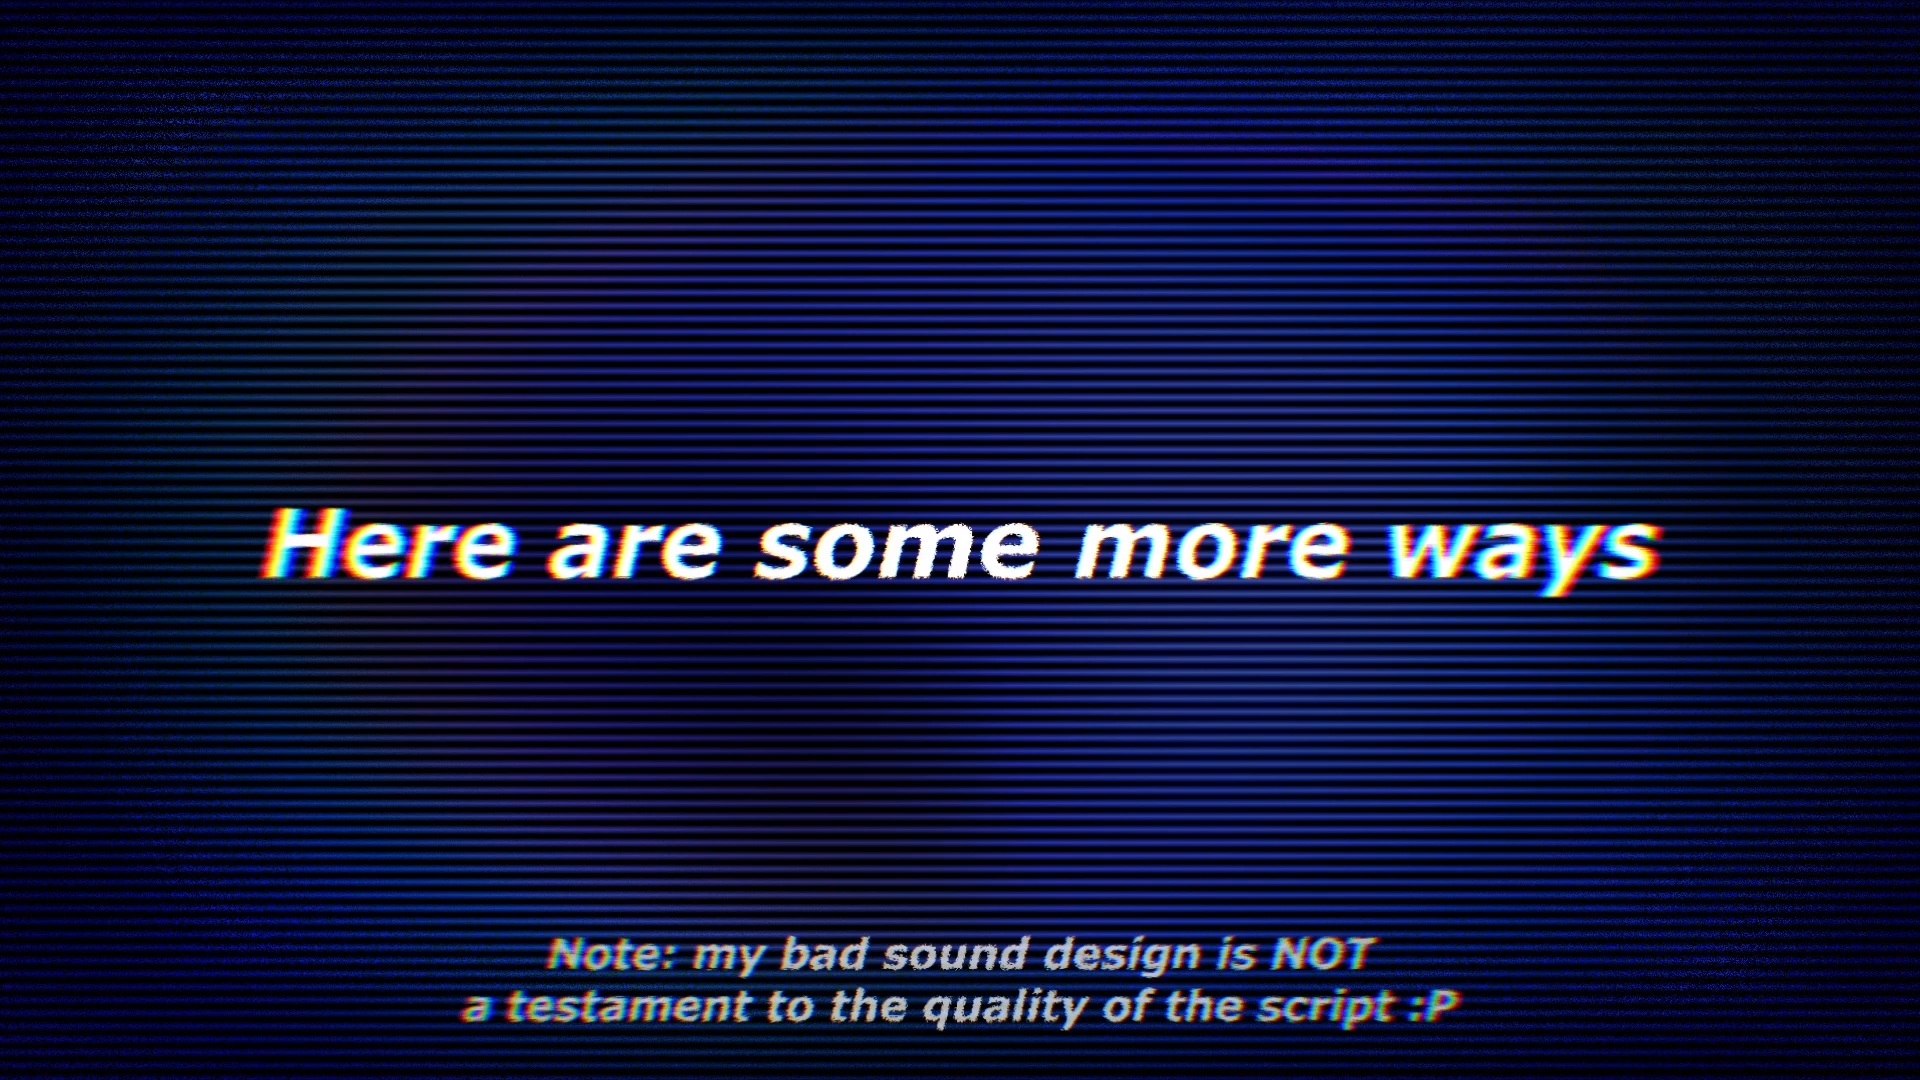 Here are some more ways
Note: my bad sound design is NOT
a testament to the quality of the script :P